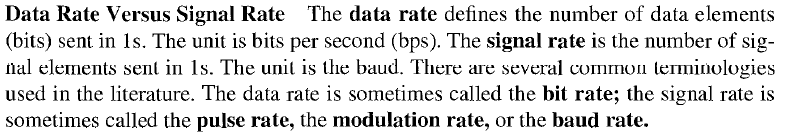 Data Rate Versus Signal Rate The data rate defines the number of data elements
(bits) sent in 1s. The unit is bits per second (bps). The signal rate is the number of sig-
nal elements sent in 1s. The unit is the baud. There are several common terminologies
used in the literature. The data rate is sometimes called the bit rate; the signal rate is
sometimes called the pulse rate, the modulation rate, or the baud rate.